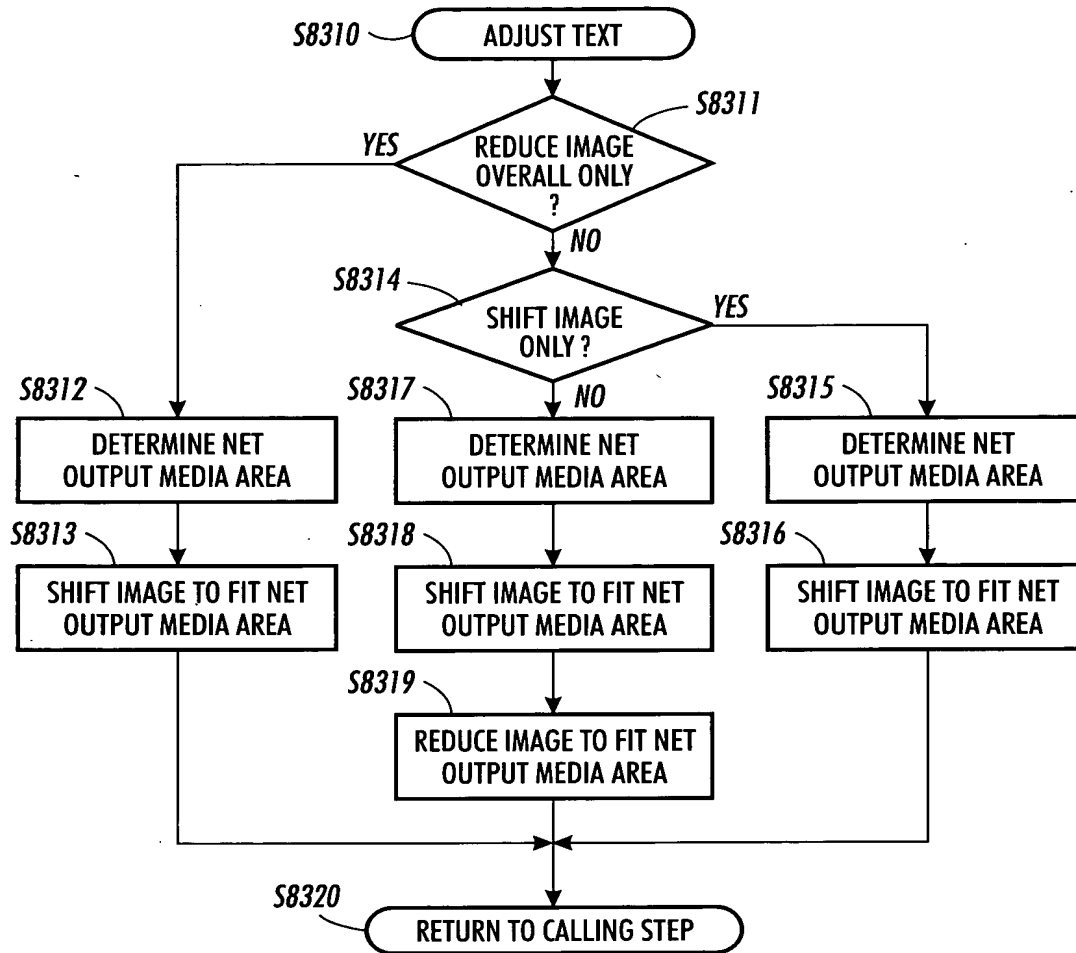 S8310
ADJUST TEXT
S8311
YES
REDUCE IMAGE
OVERALL ONLY
?
NO
S8314
YES
SHIFT IMAGE
ONLY ?
S8312
S8317
NO
S8315
DETERMINE NET
OUTPUT MEDIA AREA
DETERMINE NET
OUTPUT MEDIA AREA
DETERMINE NET
OUTPUT MEDIA AREA
S8313
S8318
S8316
SHIFT IMAGE TO FIT NET
OUTPUT MEDIA AREA
SHIFT IMAGE TO FIT NET
OUTPUT MEDIA AREA
SHIFT IMAGE TO FIT NET
OUTPUT MEDIA AREA
S8319
REDUCE IMAGE TO FIT NET
OUTPUT MEDIA AREA
S8320
RETURN TO CALLING STEP